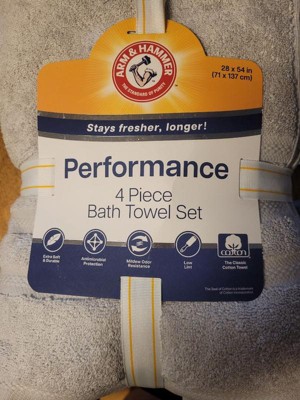 ARM & HAMMER
THE STANDARD OF PURITY
28 x 54 in
(71 x 137 cm)
Stays fresher, longer!
Performance
4 Piece
Bath Towel Set
Extra Soft
& Durable
Antimicrobial
Protection
Mildew Odor
Resistance
Low
Lint
cotton
The Classic
Cotton Towel